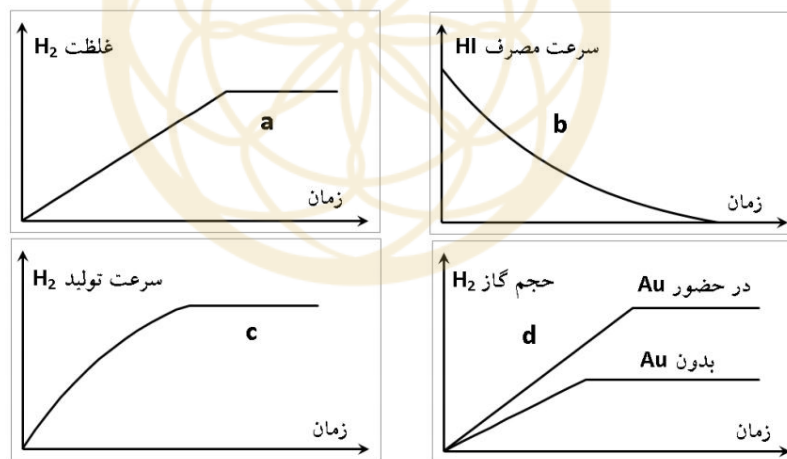 غلظت H₂
a
زمان
سرعت مصرف HI
b
زمان
سرعت تولید H₂
c
زمان
حجم گاز H₂
در حضور Au
d
بدون Au
زمان